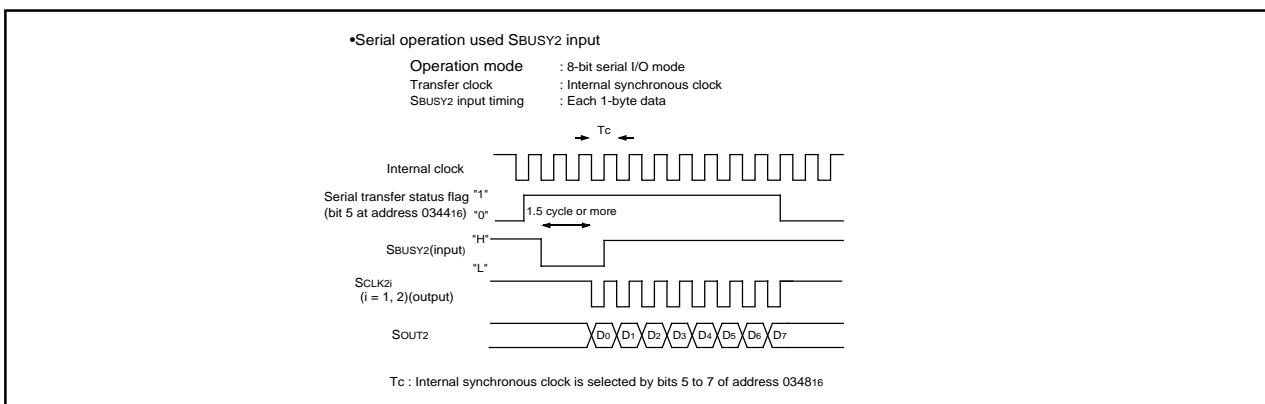 •Serial operation used SBUSY2 input
Operation mode : 8-bit serial I/O mode
Transfer clock : Internal synchronous clock
SBUSY2 input timing : Each 1-byte data
Tc
Internal clock
Serial transfer status flag "1"
(bit 5 at address 034416) "0"
1.5 cycle or more
"H"
SBUSY2(input)
"L"
SCLK2i
(i = 1, 2)(output)
SOUT2 D0 D1 D2 D3 D4 D5 D6 D7
Tc : Internal synchronous clock is selected by bits 5 to 7 of address 034816